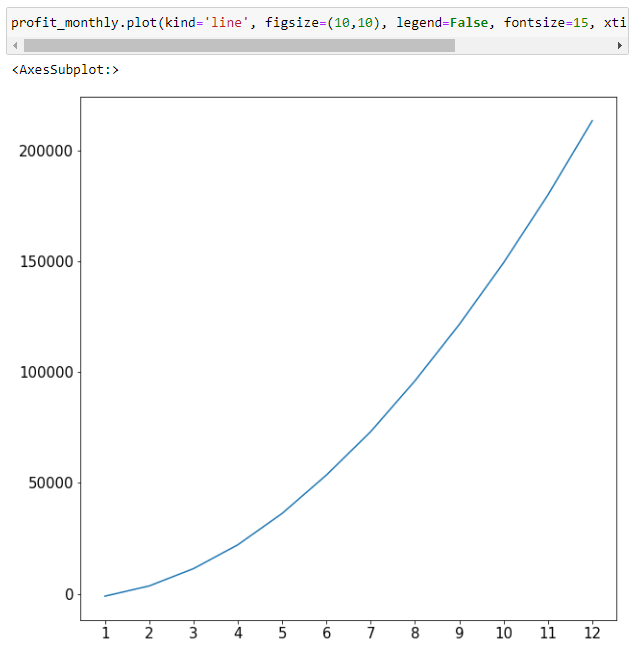 profit_monthly.plot(kind='line', figsize=(10,10), legend=False, fontsize=15, xti
<AxesSubplot:>
200000
150000
100000
50000
0
1 2 3 4 5 6 7 8 9 10 11 12